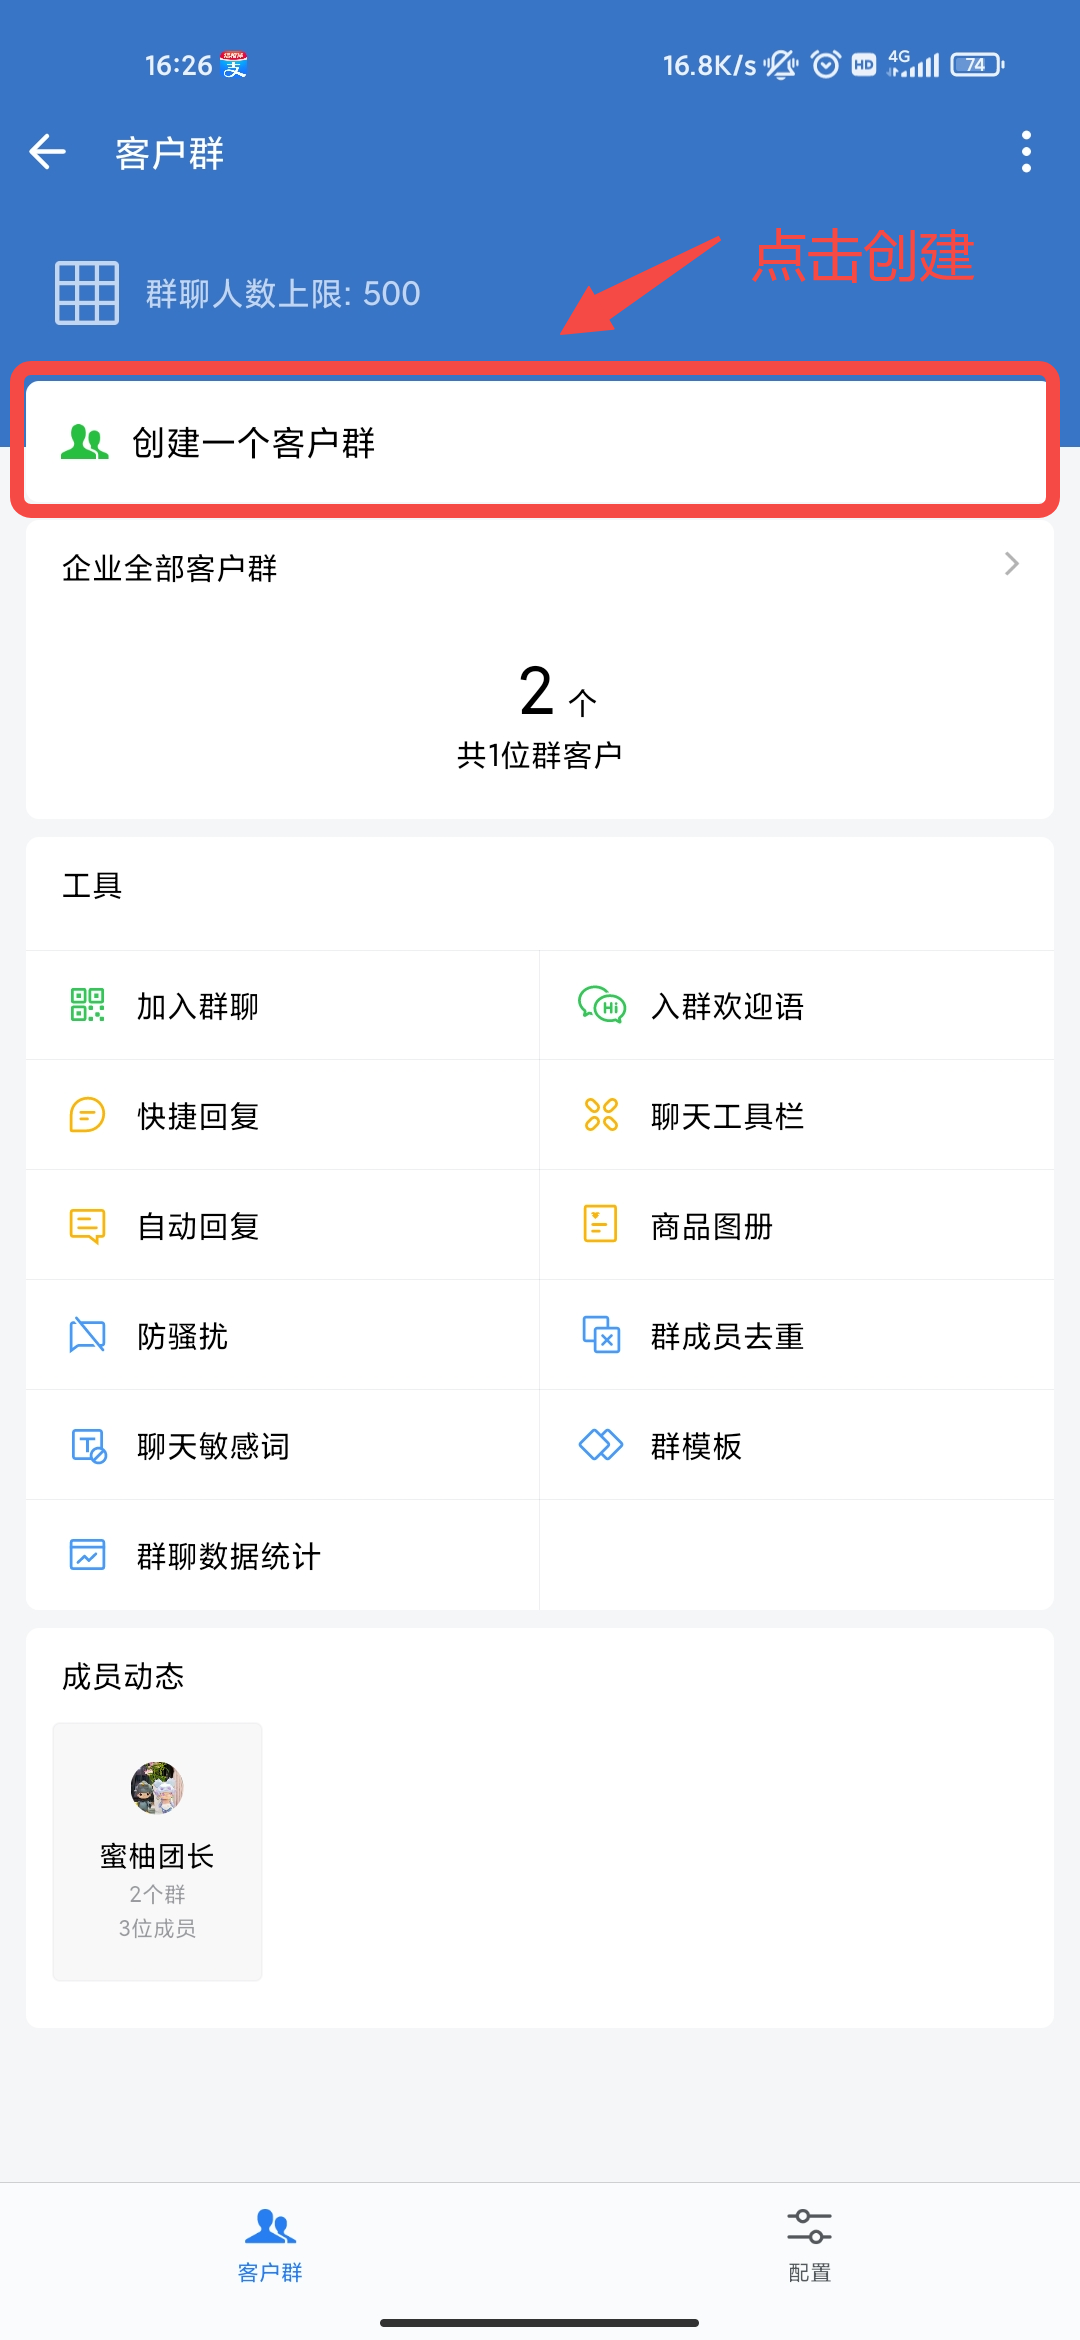 16:26
16.8K/s HD 4G 74
客户群
点击创建
群聊人数上限: 500
创建一个客户群
企业全部客户群
2 个
共1位群客户
工具
加入群聊
Hi 入群欢迎语
快捷回复
聊天工具栏
自动回复
商品图册
防骚扰
群成员去重
聊天敏感词
群模板
群聊数据统计
成员动态
蜜柚团长
2个群
3位成员
客户群
配置